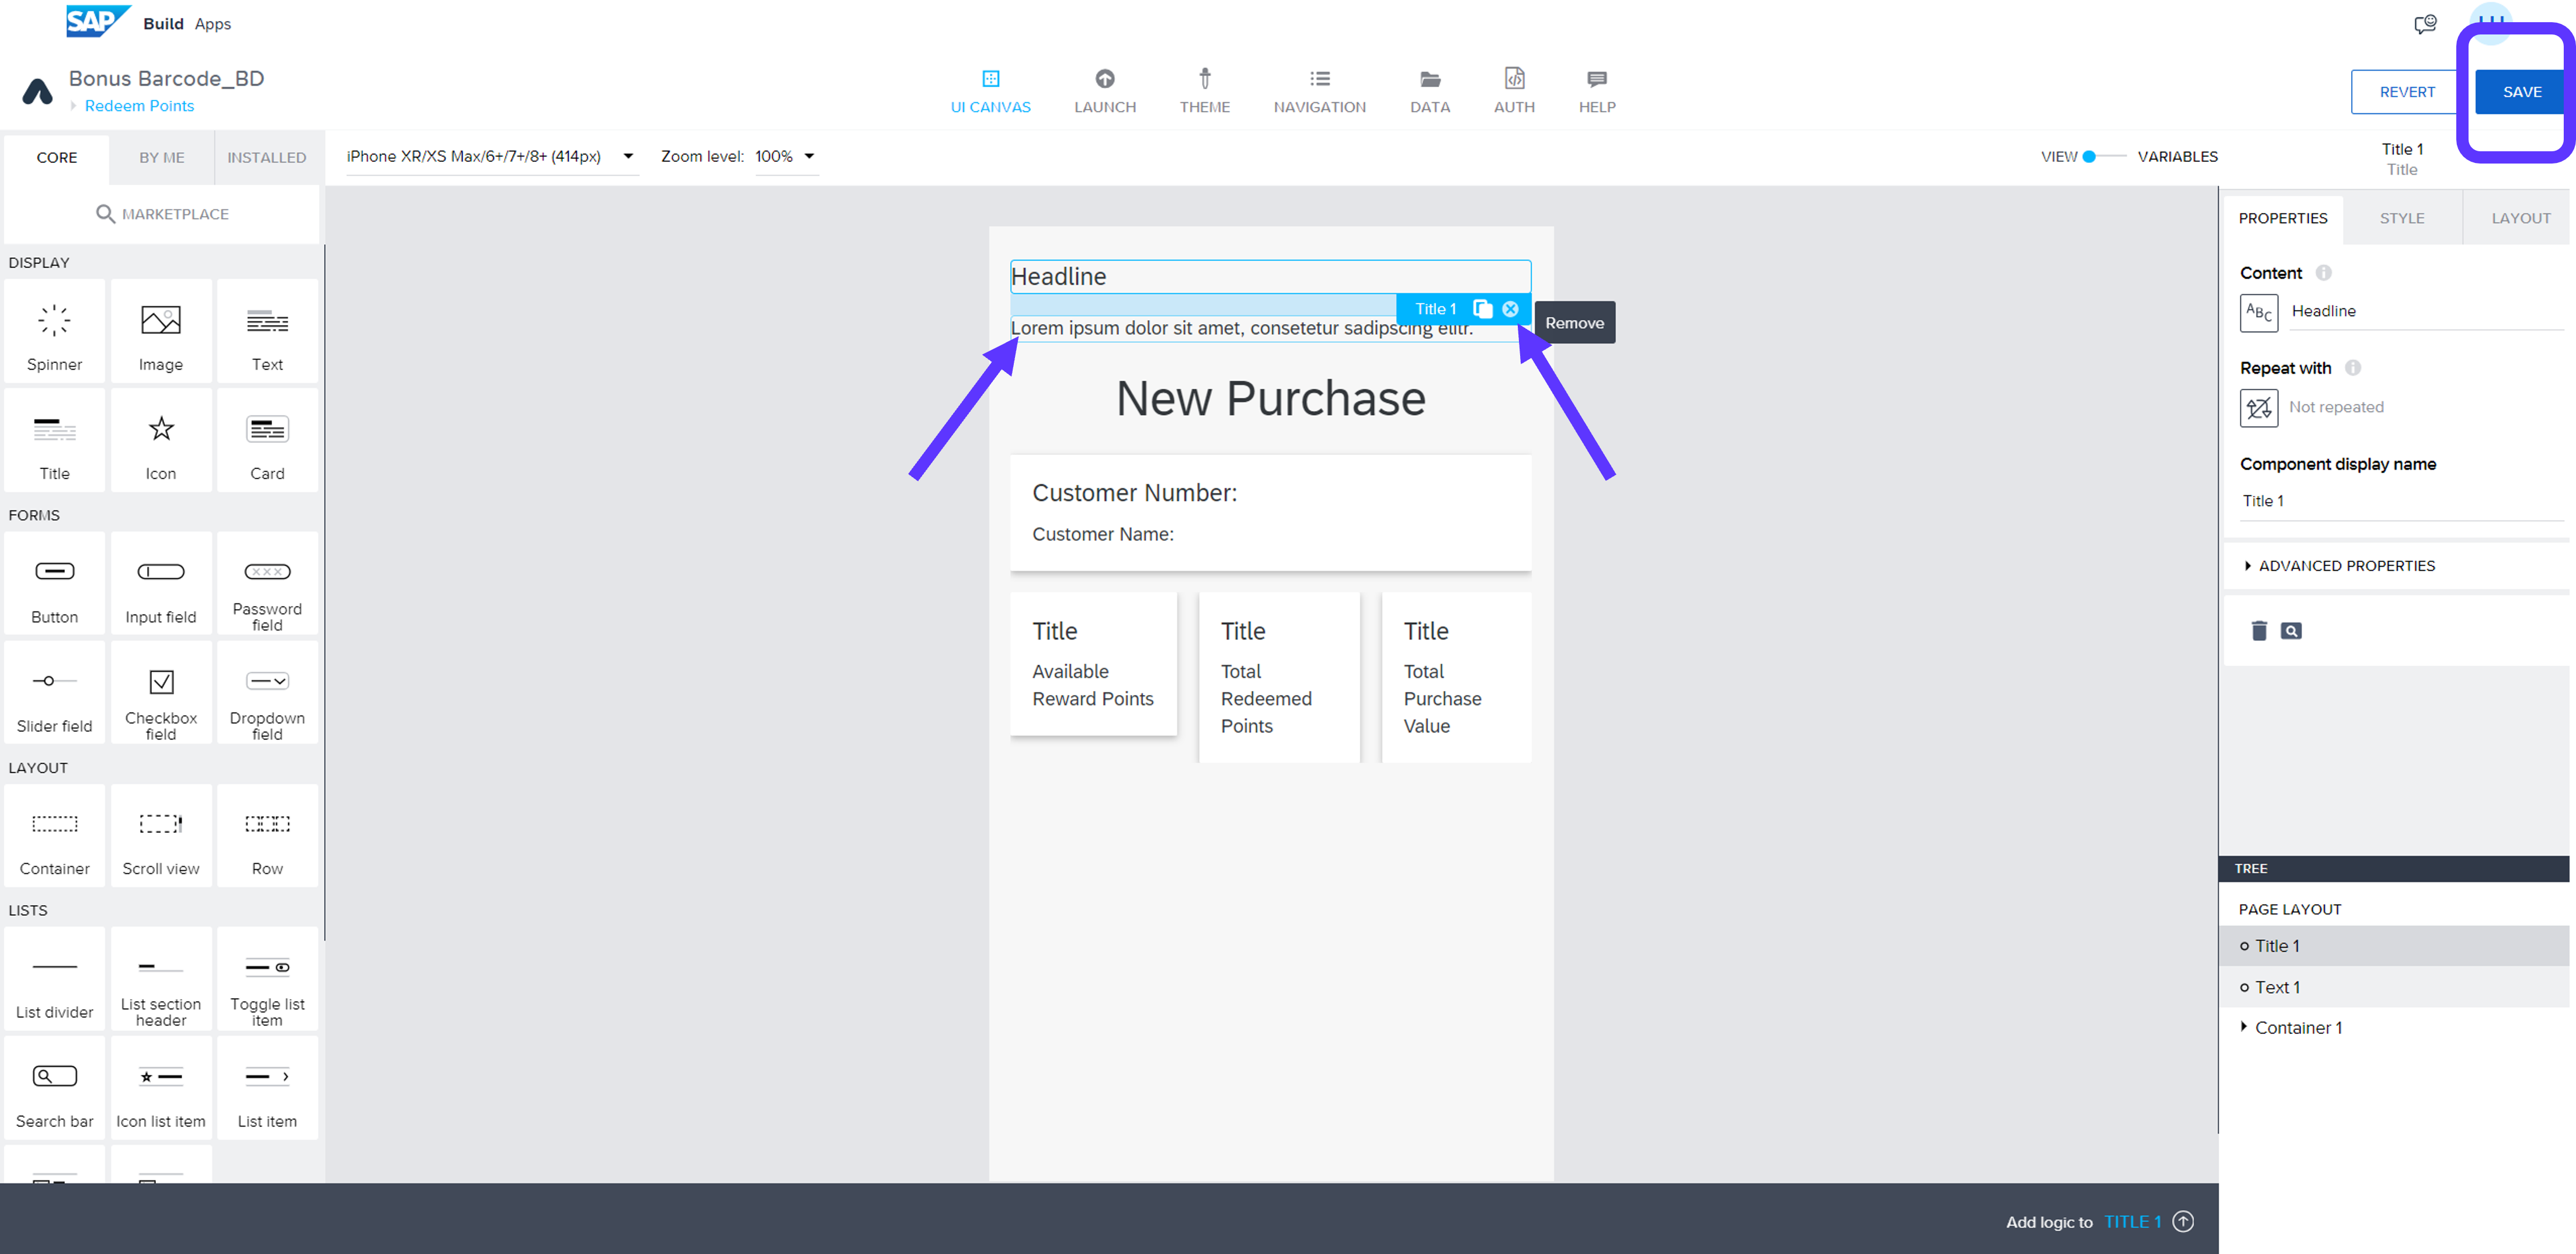 SAP Build Apps
Bonus Barcode_BD
Redeem Points
UI CANVAS
LAUNCH
THEME
NAVIGATION
DATA
AUTH
HELP
REVERT
SAVE
CORE
BY ME
INSTALLED
iPhone XR/XS Max/6+/7+/8+ (414px)
Zoom level: 100%
VIEW
VARIABLES
Title 1
Title
MARKETPLACE
DISPLAY
Spinner
Image
Text
Title
Icon
Card
FORMS
Button
Input field
Password
field
Slider field
Checkbox
field
Dropdown
field
LAYOUT
Container
Scroll view
Row
LISTS
List divider
List section
header
Toggle list
item
Search bar
Icon list item
List item
Headline
Title 1
Remove
Lorem ipsum dolor sit amet, consetetur sadipscing elitr.
New Purchase
Customer Number:
Customer Name:
Title
Available
Reward Points
Title
Total
Redeemed
Points
Title
Total
Purchase
Value
PROPERTIES
STYLE
LAYOUT
Content
ABC
Headline
Repeat with
Not repeated
Component display name
Title 1
ADVANCED PROPERTIES
TREE
PAGE LAYOUT
Title 1
Text 1
Container 1
Add logic to TITLE 1